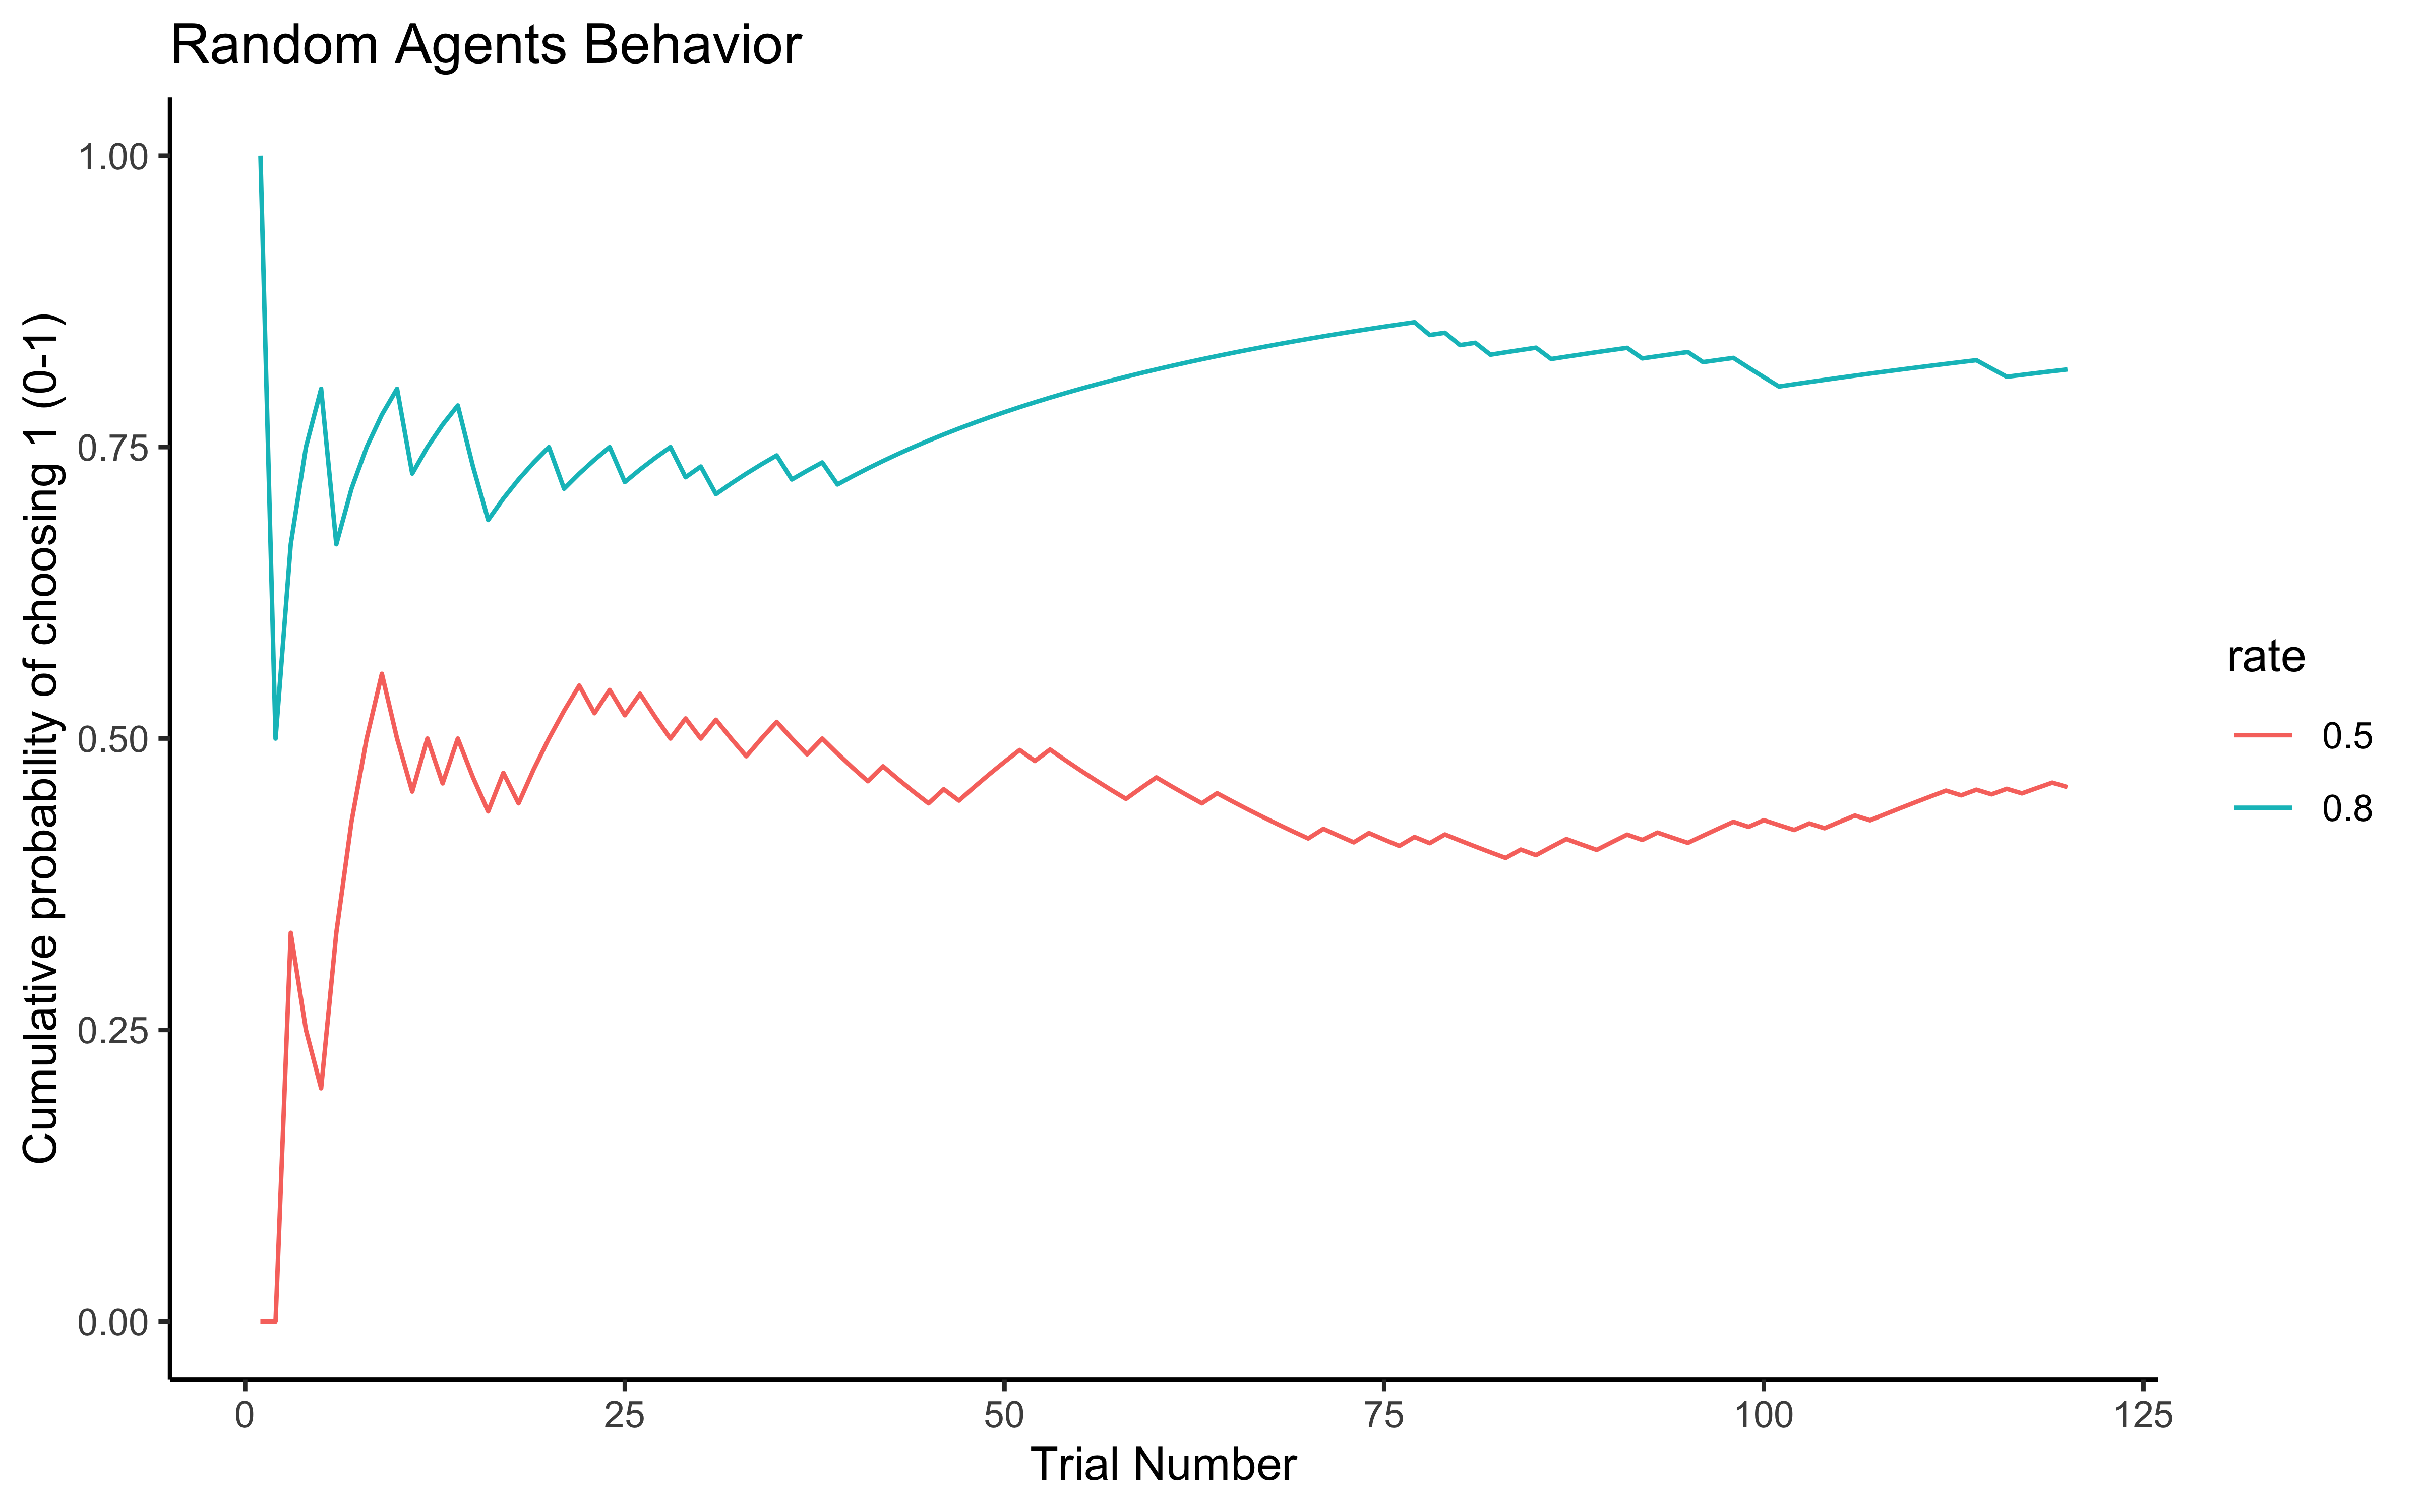 Random Agents Behavior
Cumulative probability of choosing 1 (0-1)
1.00
0.75
0.50
0.25
0.00
0 25 50 75 100 125
Trial Number
rate
0.5
0.8